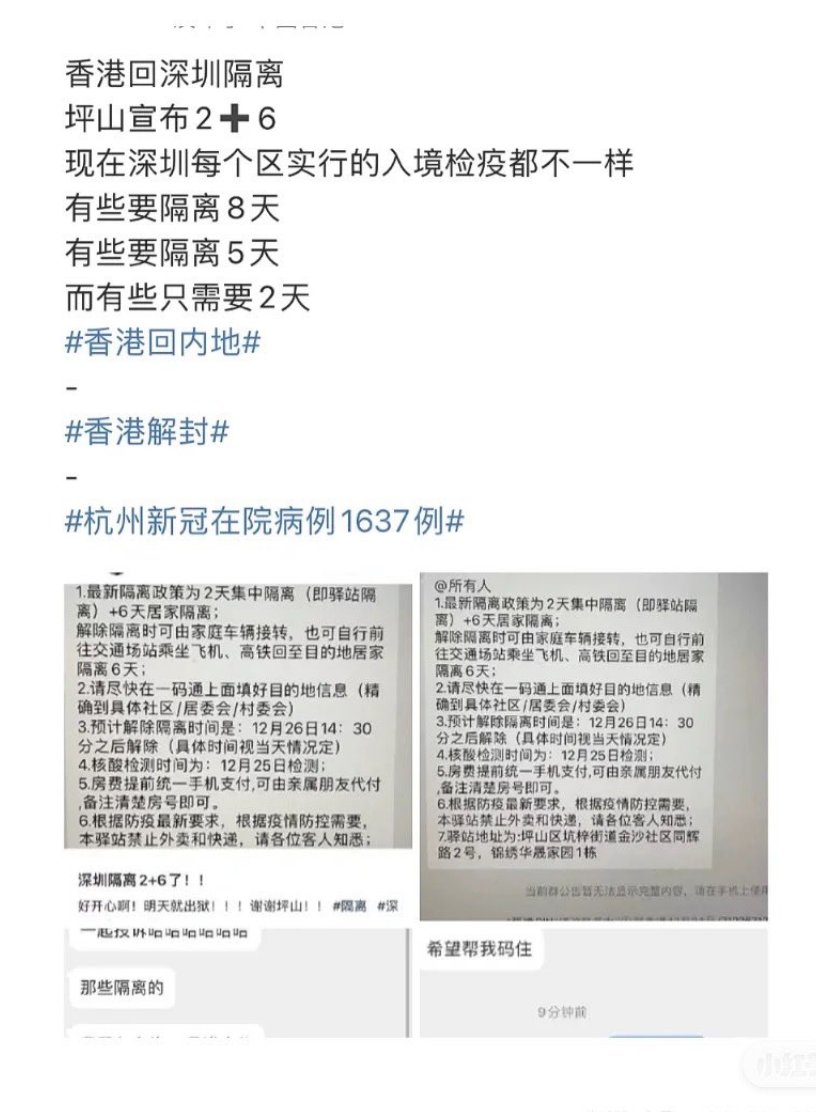 香港回深圳隔离
坪山宣布2➕6
现在深圳每个区实行的入境检疫都不一样
有些要隔离8天
有些要隔离5天
而有些只需要2天
#香港回内地#
-
#香港解封#
-
#杭州新冠在院病例1637例#
1.最新隔离政策为2天集中隔离（即驿站隔
离）+6天居家隔离；
解除隔离时可由家庭车辆接转，也可自行前
往交通场站乘坐飞机、高铁回至目的地居家
隔离6天；
2.请尽快在一码通上面填好目的地信息（精
确到具体社区/居委会/村委会）
3.预计解除隔离时间是：12月26日14：30
分之后解除（具体时间视当天情况定）
4.核酸检测时间为：12月25日检测；
5.房费提前统一手机支付,可由亲属朋友代付
,备注清楚房号即可。
6.根据防疫最新要求，根据疫情防控需要，
本驿站禁止外卖和快递，请各位客人知悉；
深圳隔离2+6了！！
好开心啊！明天就出狱！！！谢谢坪山！！#隔离 #深
@所有人
1.最新隔离政策为2天集中隔离（即驿站隔
离）+6天居家隔离；
解除隔离时可由家庭车辆接转，也可自行前
往交通场站乘坐飞机、高铁回至目的地居家
隔离6天；
2.请尽快在一码通上面填好目的地信息（精
确到具体社区/居委会/村委会）
3.预计解除隔离时间是：12月26日14：30
分之后解除（具体时间视当天情况定）
4.核酸检测时间为：12月25日检测；
5.房费提前统一手机支付,可由亲属朋友代付
,备注清楚房号即可。
6.根据防疫最新要求，根据疫情防控需要，
本驿站禁止外卖和快递，请各位客人知悉；
7.驿站地址为:坪山区坑梓街道金沙社区同辉
路2号，锦绣华晟家园1栋
当前群公告暂无法显示完整内容，请在手机上使用
一起投诉哈哈哈哈哈哈
那些隔离的
希望帮我码住
9分钟前